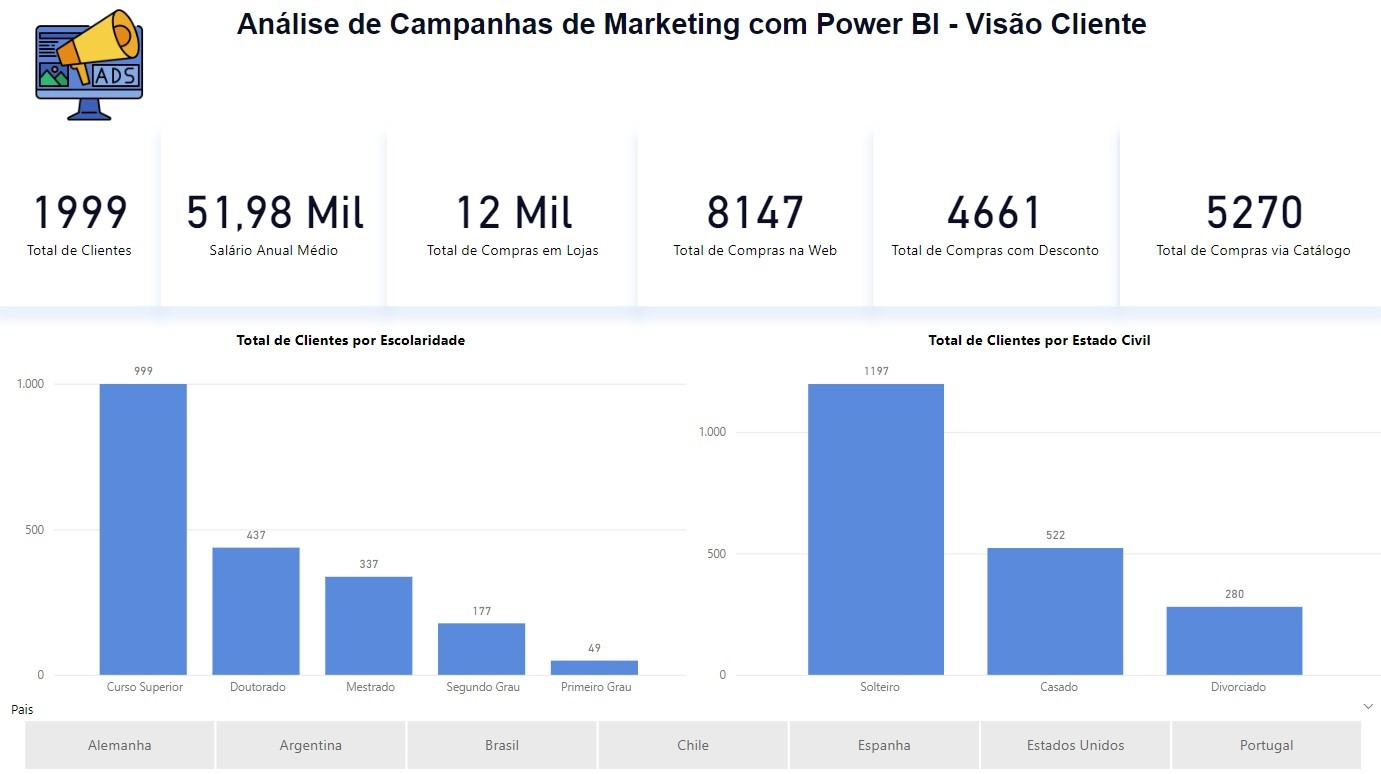 Análise de Campanhas de Marketing com Power BI - Visão Cliente
ADS
1999
Total de Clientes
51,98 Mil
Salário Anual Médio
12 Mil
Total de Compras em Lojas
8147
Total de Compras na Web
4661
Total de Compras com Desconto
5270
Total de Compras via Catálogo
Total de Clientes por Escolaridade
1.000
500
0
999
437
337
177
49
Curso Superior
Doutorado
Mestrado
Segundo Grau
Primeiro Grau
Total de Clientes por Estado Civil
1.000
500
0
1197
522
280
Solteiro
Casado
Divorciado
Pais
Alemanha
Argentina
Brasil
Chile
Espanha
Estados Unidos
Portugal